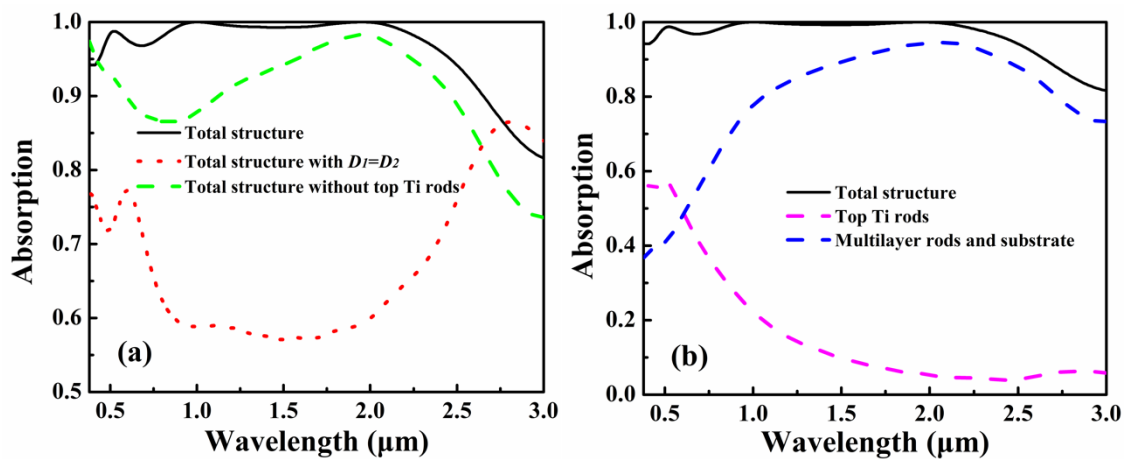 1.0
0.9
0.8
0.7
0.6
0.5
Absorption
Total structure
Total structure with D1=D2
Total structure without top Ti rods
(a)
0.5 1.0 1.5 2.0 2.5 3.0
Wavelength (μm)
1.0
0.8
0.6
0.4
0.2
0.0
Absorption
Total structure
Top Ti rods
Multilayer rods and substrate
(b)
0.5 1.0 1.5 2.0 2.5 3.0
Wavelength (μm)